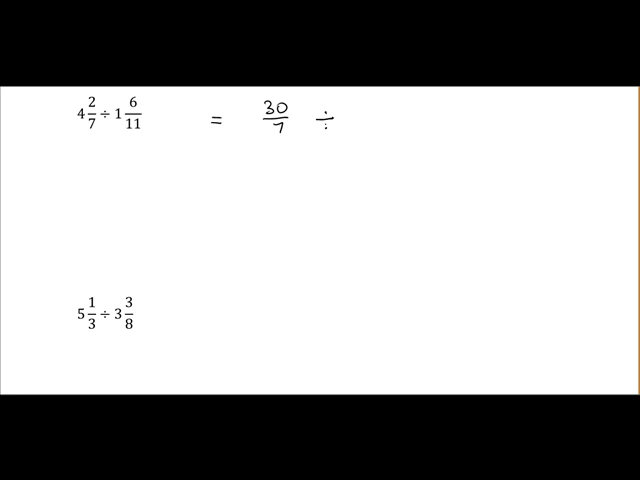 4 2/7 ÷ 1 6/11 = 30/7 ÷
5 1/3 ÷ 3 3/8